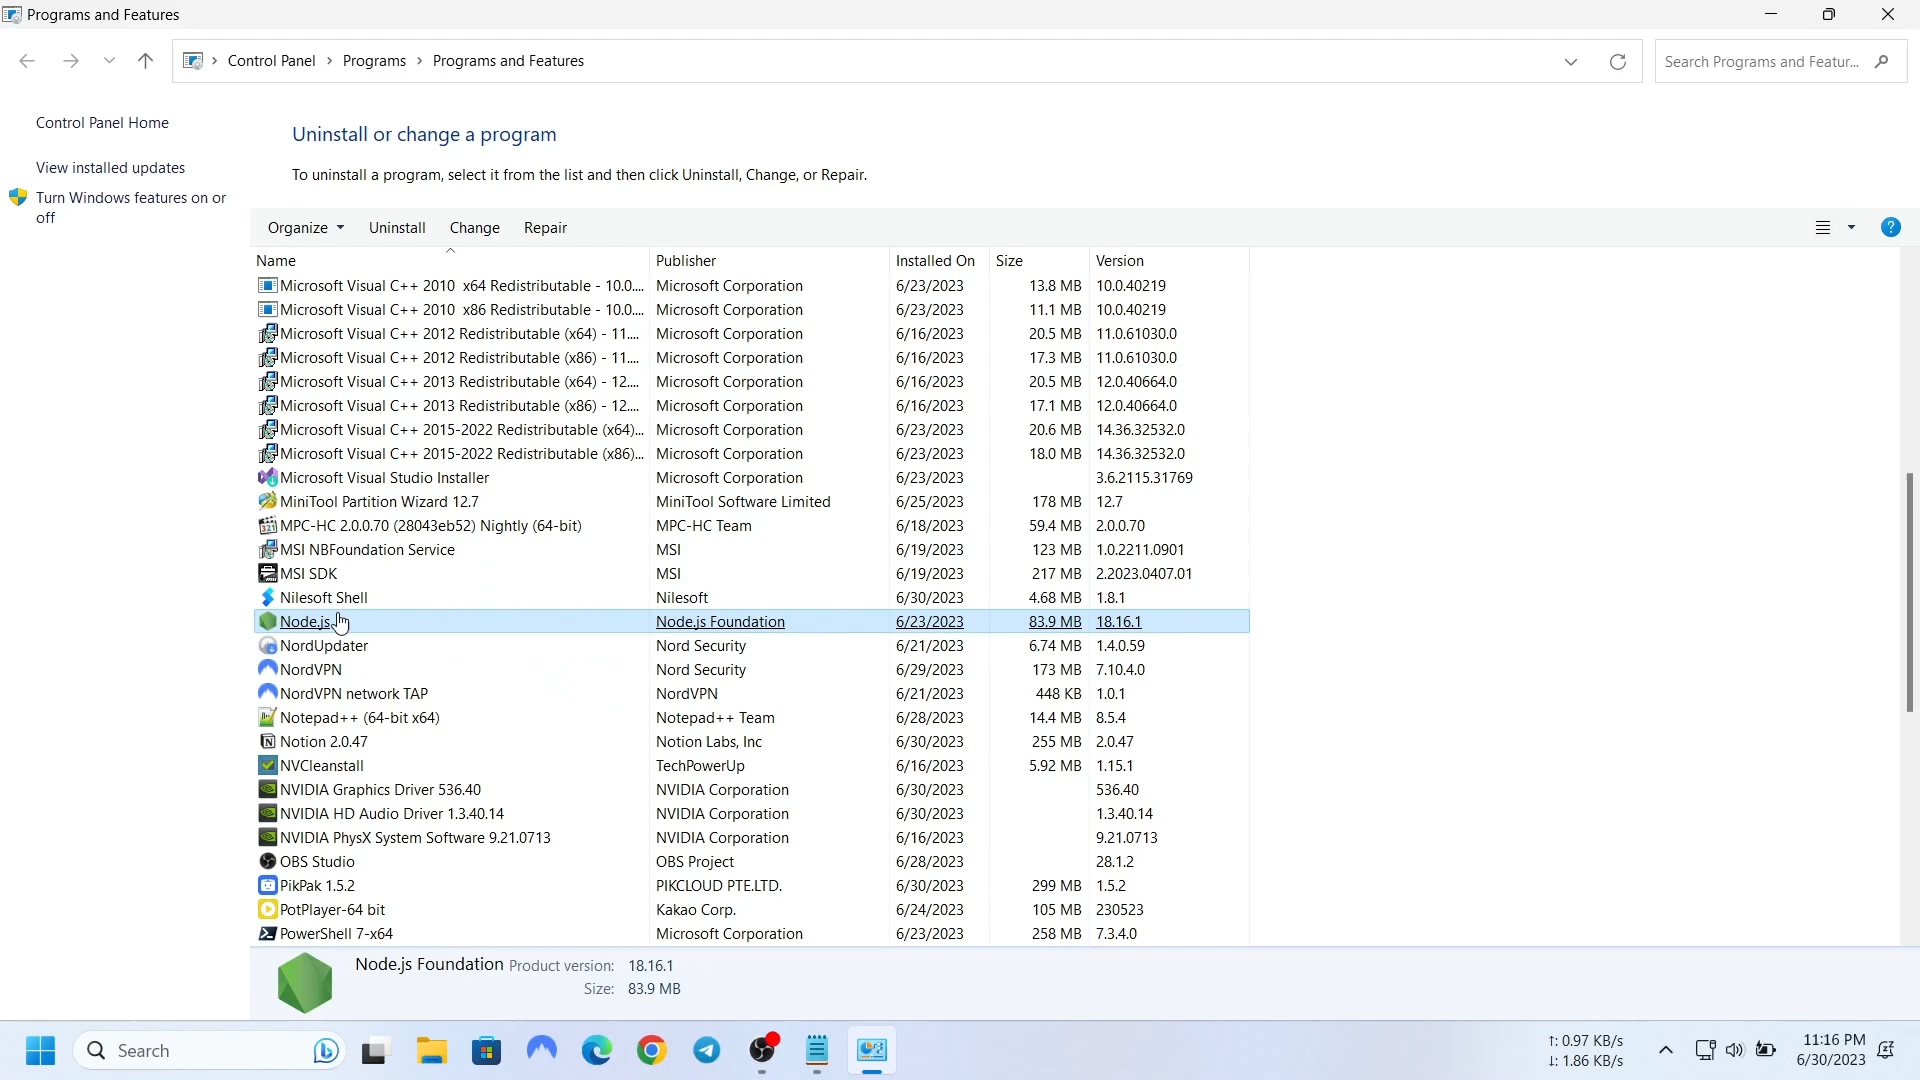 Programs and Features
Control Panel > Programs > Programs and Features
Search Programs and Featur...
Control Panel Home
View installed updates
Turn Windows features on or
off
Uninstall or change a program
To uninstall a program, select it from the list and then click Uninstall, Change, or Repair.
Organize Uninstall Change Repair
Name Publisher Installed On Size Version
Microsoft Visual C++ 2010 x64 Redistributable - 10.0.... Microsoft Corporation 6/23/2023 13.8 MB 10.0.40219
Microsoft Visual C++ 2010 x86 Redistributable - 10.0.... Microsoft Corporation 6/23/2023 11.1 MB 10.0.40219
Microsoft Visual C++ 2012 Redistributable (x64) - 11.... Microsoft Corporation 6/16/2023 20.5 MB 11.0.61030.0
Microsoft Visual C++ 2012 Redistributable (x86) - 11.... Microsoft Corporation 6/16/2023 17.3 MB 11.0.61030.0
Microsoft Visual C++ 2013 Redistributable (x64) - 12.... Microsoft Corporation 6/16/2023 20.5 MB 12.0.40664.0
Microsoft Visual C++ 2013 Redistributable (x86) - 12.... Microsoft Corporation 6/16/2023 17.1 MB 12.0.40664.0
Microsoft Visual C++ 2015-2022 Redistributable (x64)... Microsoft Corporation 6/23/2023 20.6 MB 14.36.32532.0
Microsoft Visual C++ 2015-2022 Redistributable (x86)... Microsoft Corporation 6/23/2023 18.0 MB 14.36.32532.0
Microsoft Visual Studio Installer Microsoft Corporation 6/23/2023 3.6.2115.31769
MiniTool Partition Wizard 12.7 MiniTool Software Limited 6/25/2023 178 MB 12.7
MPC-HC 2.0.0.70 (28043eb52) Nightly (64-bit) MPC-HC Team 6/18/2023 59.4 MB 2.0.0.70
MSI NBFoundation Service MSI 6/19/2023 123 MB 1.0.2211.0901
MSI SDK MSI 6/19/2023 217 MB 2.2023.0407.01
Nilesoft Shell Nilesoft 6/30/2023 4.68 MB 1.8.1
Node.js Node.js Foundation 6/23/2023 83.9 MB 18.16.1
NordUpdater Nord Security 6/21/2023 6.74 MB 1.4.0.59
NordVPN Nord Security 6/29/2023 173 MB 7.10.4.0
NordVPN network TAP NordVPN 6/21/2023 448 KB 1.0.1
Notepad++ (64-bit x64) Notepad++ Team 6/28/2023 14.4 MB 8.5.4
Notion 2.0.47 Notion Labs, Inc 6/30/2023 255 MB 2.0.47
NVCleanstall TechPowerUp 6/16/2023 5.92 MB 1.15.1
NVIDIA Graphics Driver 536.40 NVIDIA Corporation 6/30/2023 536.40
NVIDIA HD Audio Driver 1.3.40.14 NVIDIA Corporation 6/30/2023 1.3.40.14
NVIDIA PhysX System Software 9.21.0713 NVIDIA Corporation 6/16/2023 9.21.0713
OBS Studio OBS Project 6/28/2023 28.1.2
PikPak 1.5.2 PIKCLOUD PTE.LTD. 6/30/2023 299 MB 1.5.2
PotPlayer-64 bit Kakao Corp. 6/24/2023 105 MB 230523
PowerShell 7-x64 Microsoft Corporation 6/23/2023 258 MB 7.3.4.0
Node.js Foundation Product version: 18.16.1
Size: 83.9 MB
Search
↑: 0.97 KB/s
↓: 1.86 KB/s
11:16 PM
6/30/2023